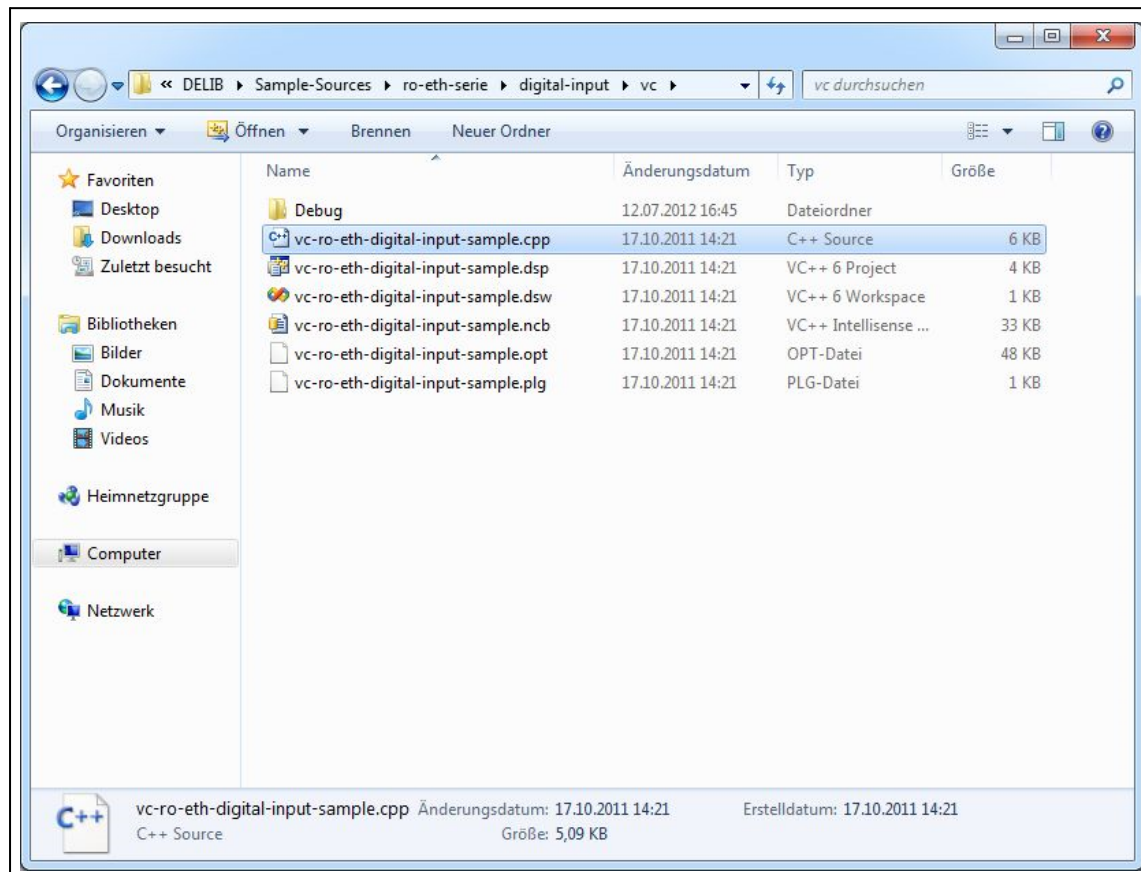 « DELIB ▸ Sample-Sources ▸ ro-eth-serie ▸ digital-input ▸ vc ▸ vc durchsuchen
Organisieren Öffnen Brennen Neuer Ordner
Favoriten
Desktop
Downloads
Zuletzt besucht
Bibliotheken
Bilder
Dokumente
Musik
Videos
Heimnetzgruppe
Computer
Netzwerk
Name Änderungsdatum Typ Größe
Debug 12.07.2012 16:45 Dateiordner
vc-ro-eth-digital-input-sample.cpp 17.10.2011 14:21 C++ Source 6 KB
vc-ro-eth-digital-input-sample.dsp 17.10.2011 14:21 VC++ 6 Project 4 KB
vc-ro-eth-digital-input-sample.dsw 17.10.2011 14:21 VC++ 6 Workspace 1 KB
vc-ro-eth-digital-input-sample.ncb 17.10.2011 14:21 VC++ Intellisense ... 33 KB
vc-ro-eth-digital-input-sample.opt 17.10.2011 14:21 OPT-Datei 48 KB
vc-ro-eth-digital-input-sample.plg 17.10.2011 14:21 PLG-Datei 1 KB
C++
vc-ro-eth-digital-input-sample.cpp Änderungsdatum: 17.10.2011 14:21 Erstelldatum: 17.10.2011 14:21
C++ Source Größe: 5,09 KB